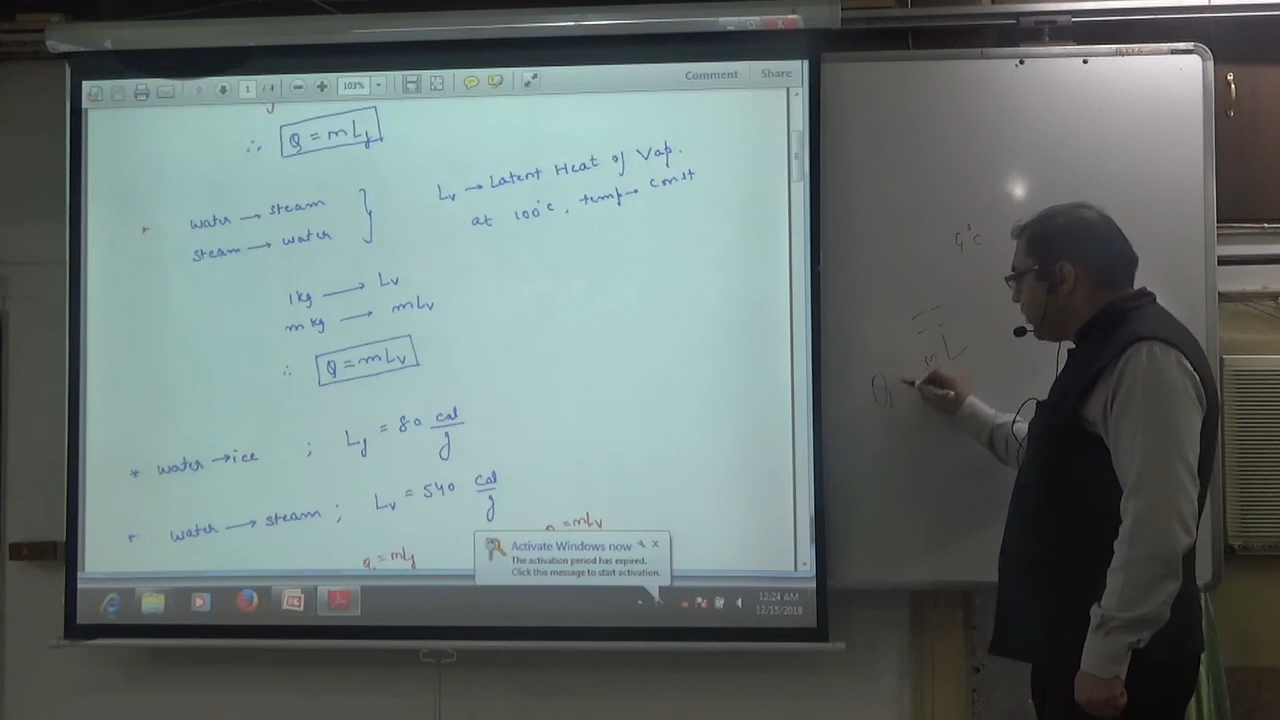 Comment Share
1 / 4 103%
∴ Q = mLf
water → steam
steam → water
Lv → Latent Heat of Vap.
at 100°C, temp → const
1kg → Lv
m kg → mLv
∴ Q = mLv
* water → ice ; Lf = 80 cal/g
* water → steam ; Lv = 540 cal/g
= mLv
Q = mLf
Activate Windows now
The activation period has expired.
Click this message to start activation.
12:24 AM
12/15/2018
°C
mL
Q